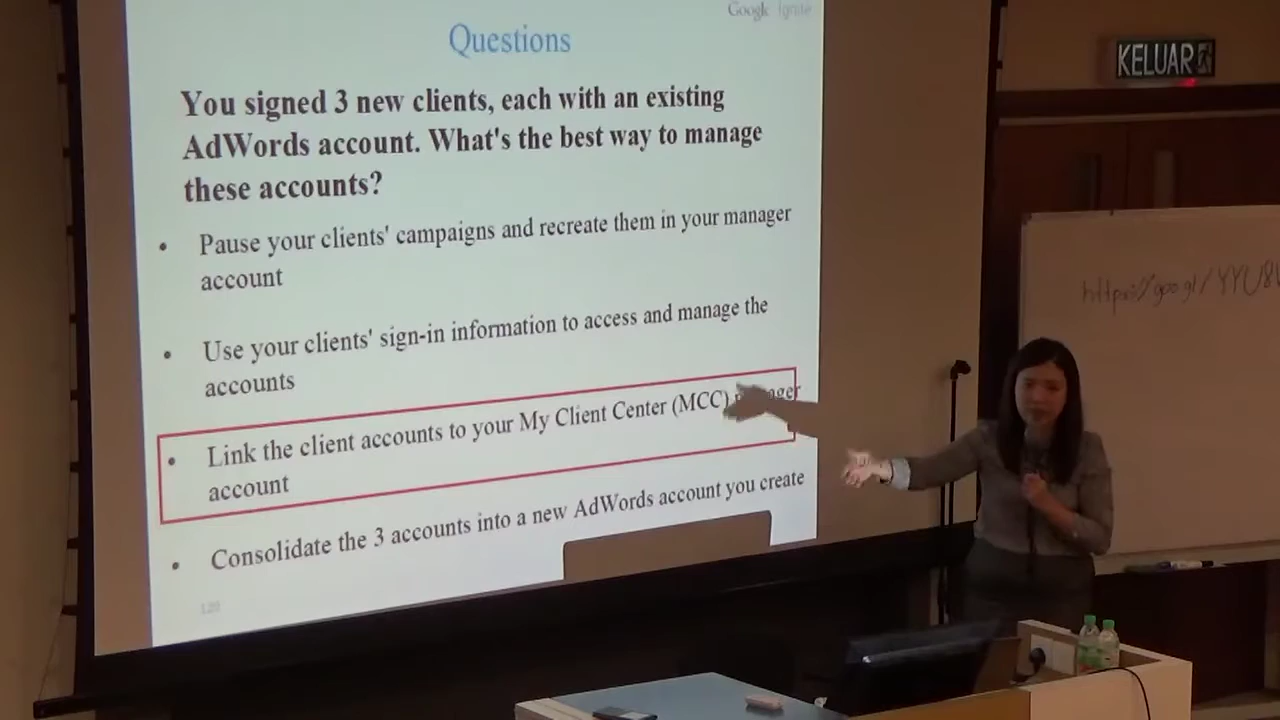 Google Ignite
Questions
You signed 3 new clients, each with an existing
AdWords account. What's the best way to manage
these accounts?
• Pause your clients' campaigns and recreate them in your manager
account
• Use your clients' sign-in information to access and manage the
accounts
• Link the client accounts to your My Client Center (MCC) manager
account
• Consolidate the 3 accounts into a new AdWords account you create
KELUAR